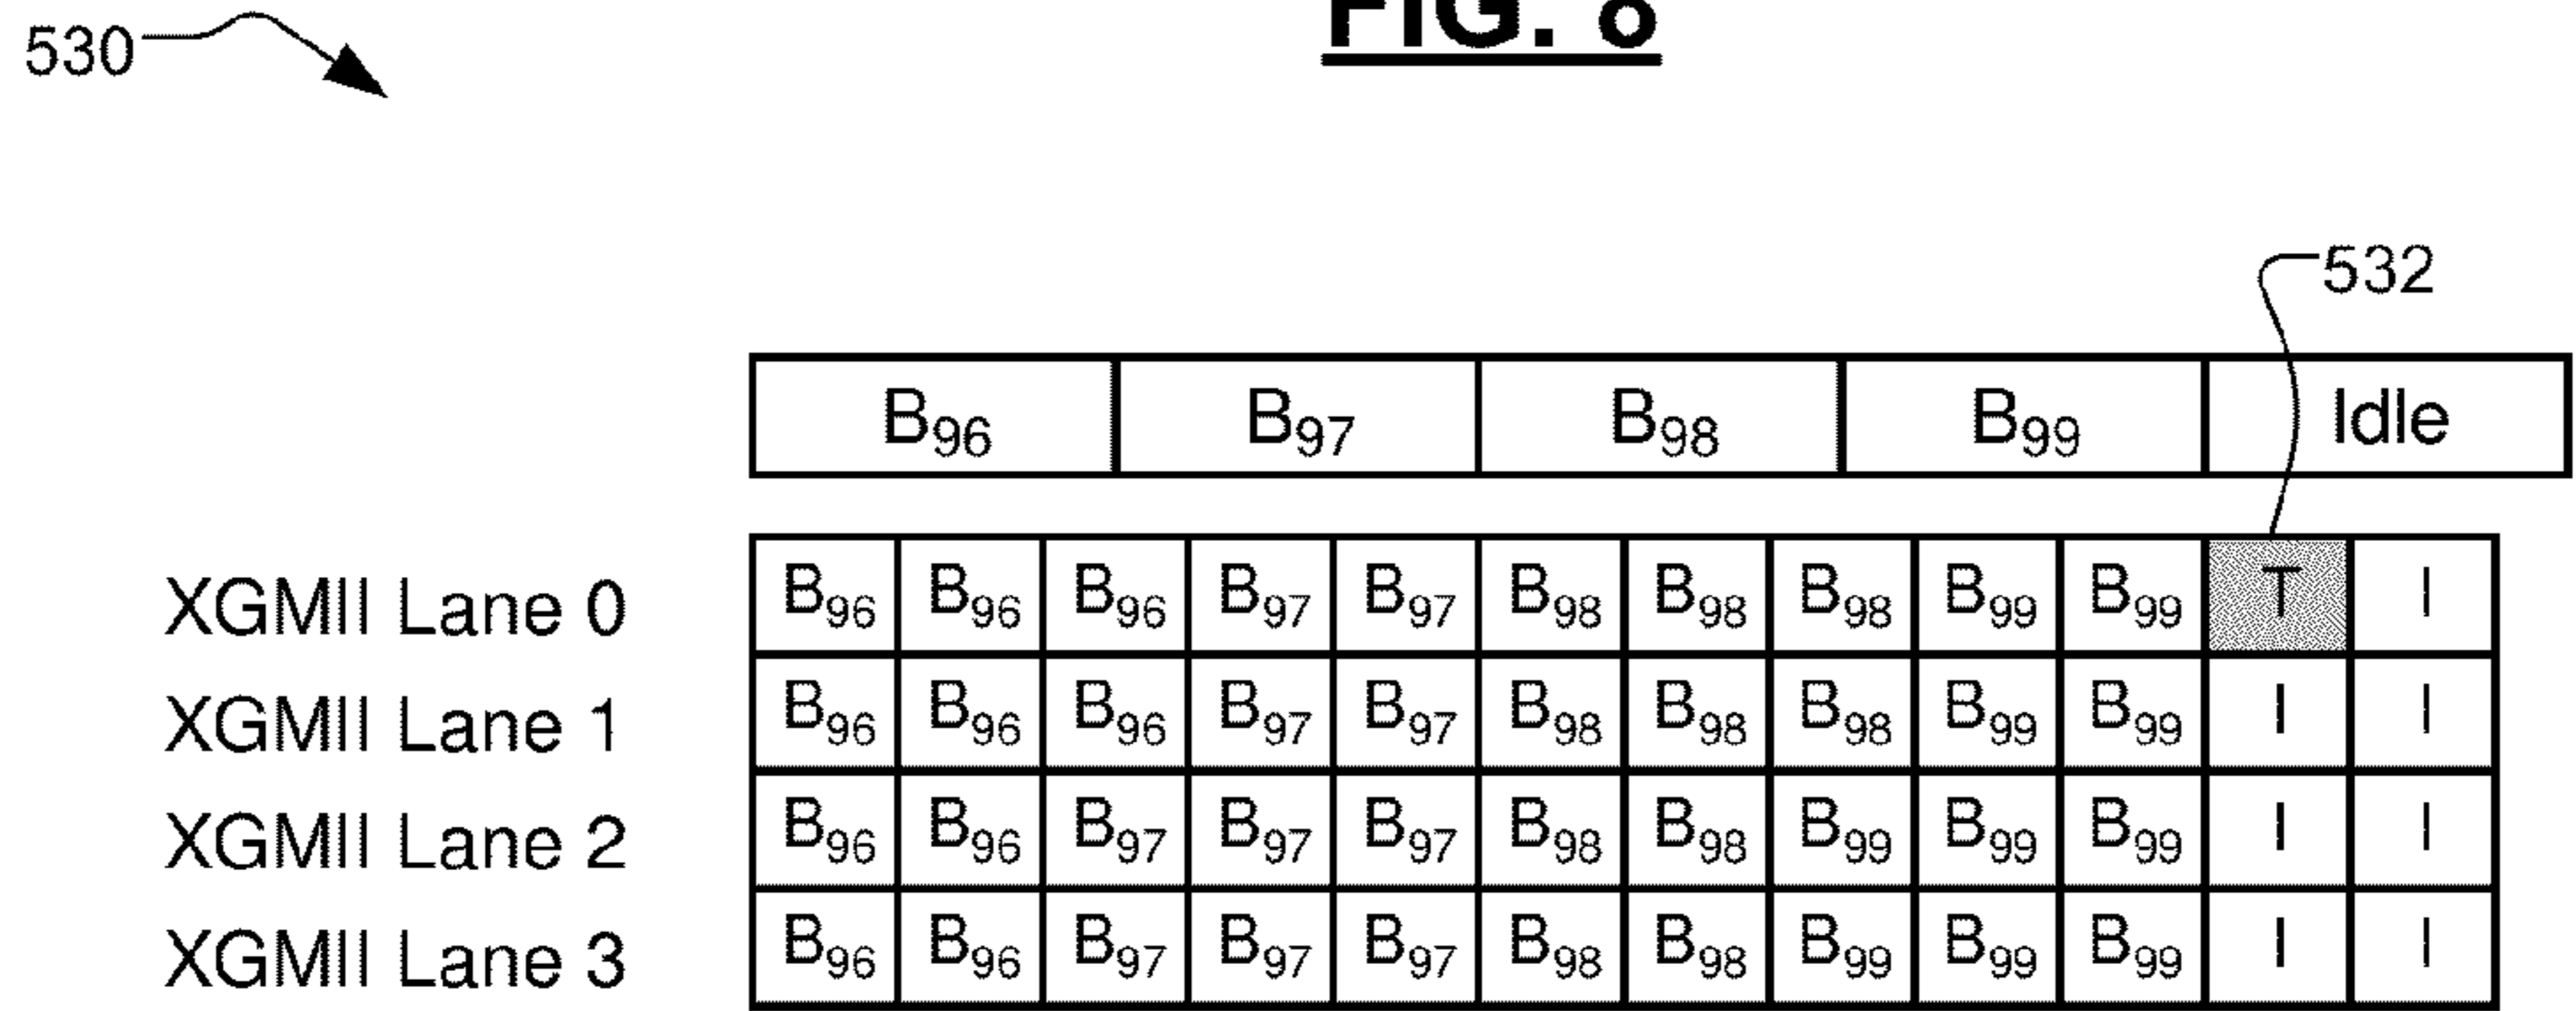 FIG. 8
530
532
B96 B97 B98 B99 Idle
XGMII Lane 0 B96 B96 B96 B97 B97 B98 B98 B98 B99 B99 T I
XGMII Lane 1 B96 B96 B96 B97 B97 B98 B98 B98 B99 B99 I I
XGMII Lane 2 B96 B96 B97 B97 B97 B98 B98 B99 B99 B99 I I
XGMII Lane 3 B96 B96 B97 B97 B97 B98 B98 B99 B99 B99 I I